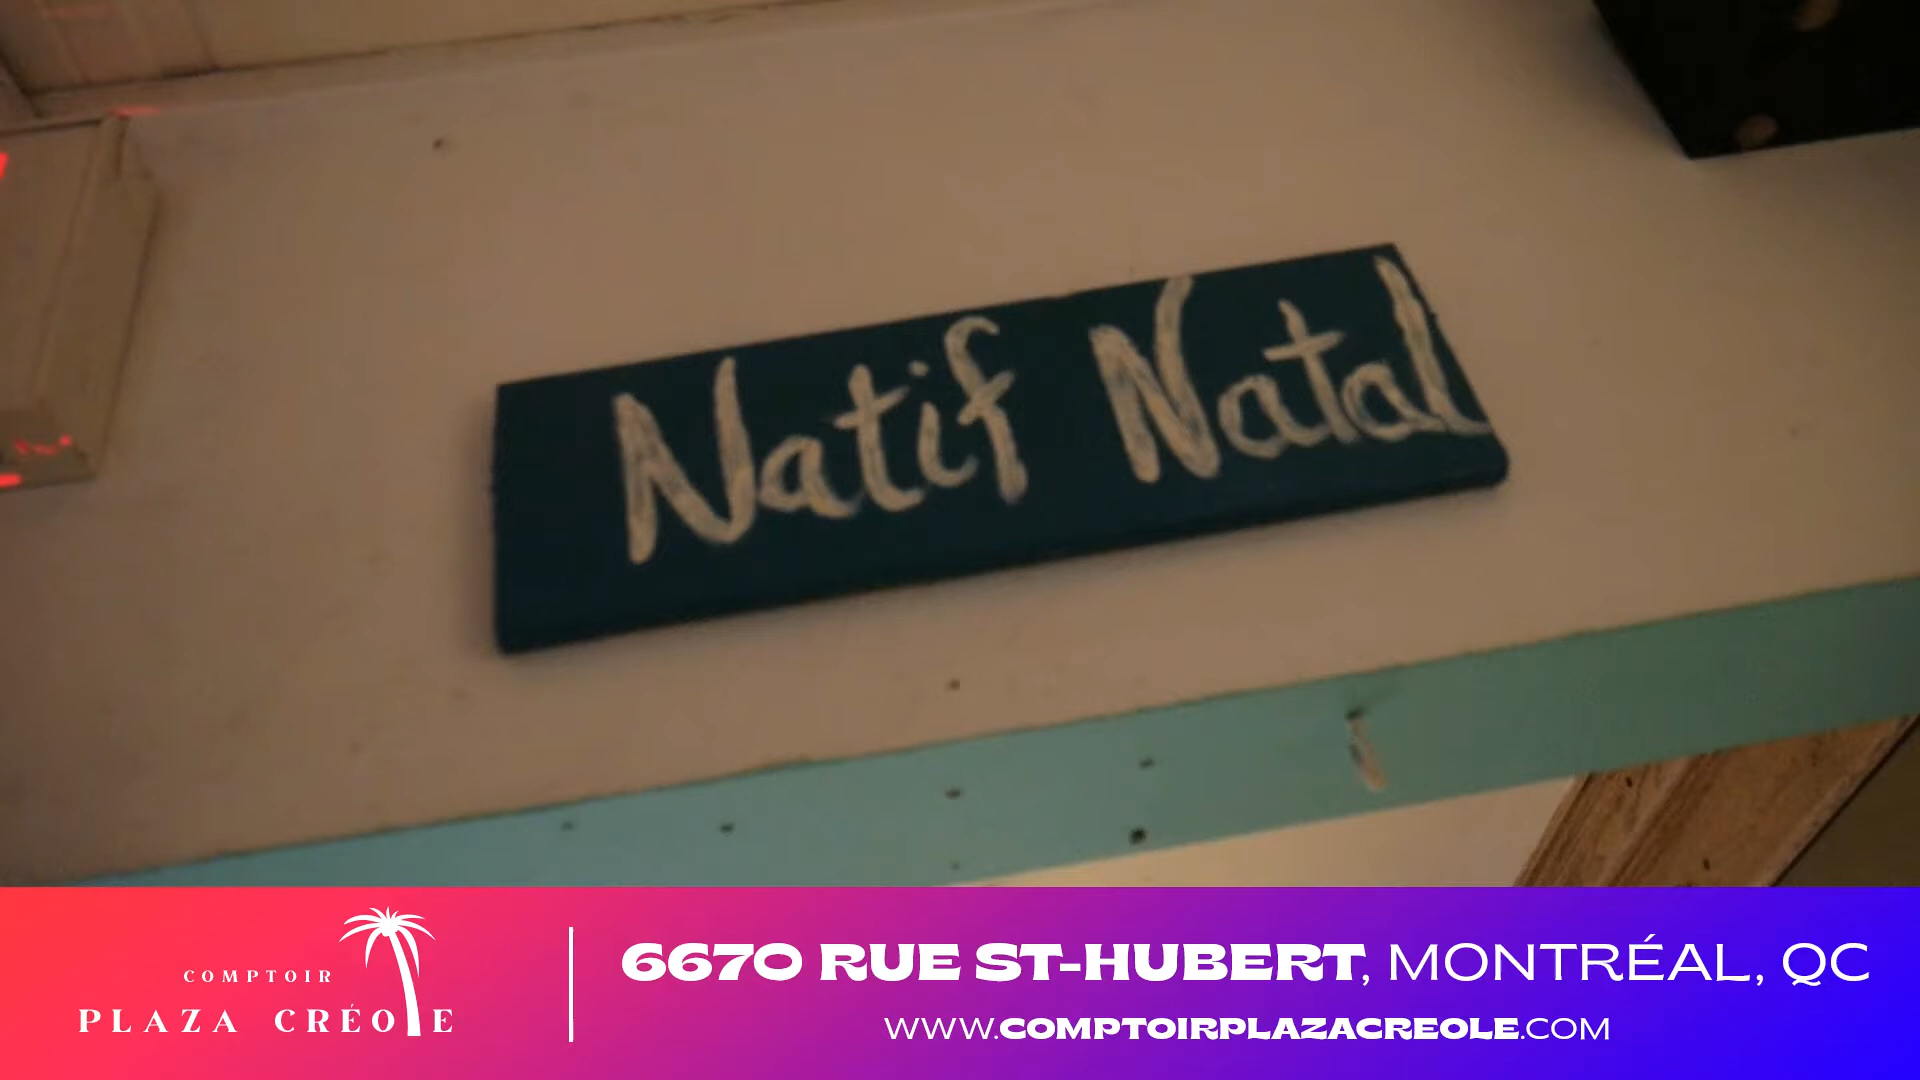 Natif Natal
COMPTOIR
PLAZA CRÉOLE
6670 RUE ST-HUBERT, MONTRÉAL, QC
WWW.COMPTOIRPLAZACREOLE.COM